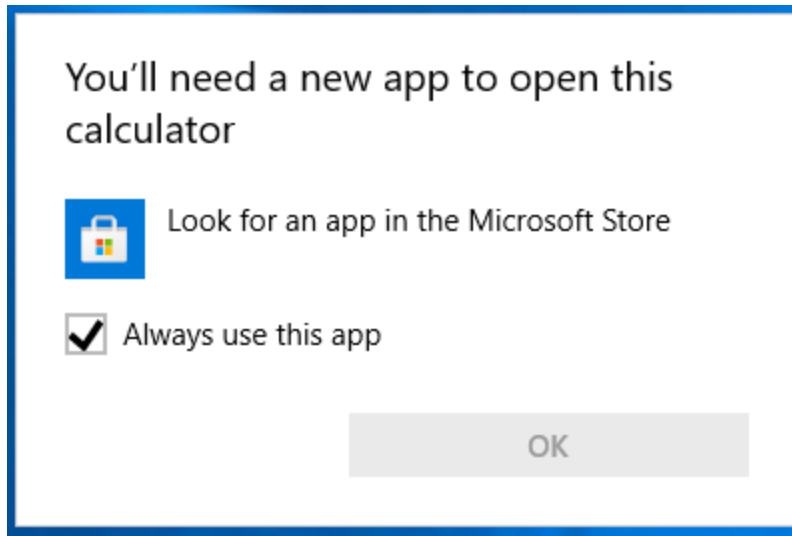 You’ll need a new app to open this
calculator
Look for an app in the Microsoft Store
Always use this app
OK